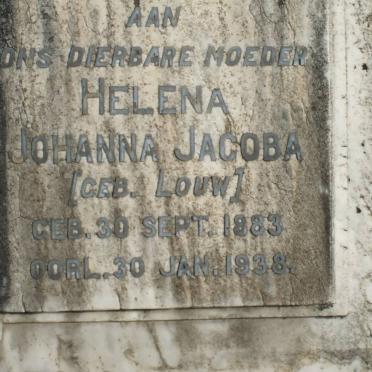 AAN
ONS DIERBARE MOEDER
HELENA
JOHANNA JACOBA
[GEB. LOUW]
GEB. 30 SEPT. 1883
OORL. 30 JAN. 1938.